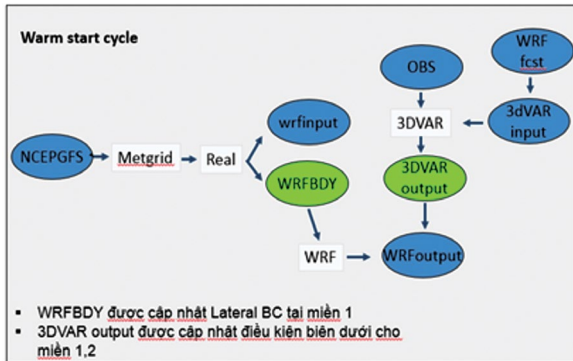 Warm start cycle
WRF
fcst
OBS
wrfinput
3DVAR
3dVAR
input
NCEPGFS
Metgrid
Real
WRFBDY
3DVAR
output
WRF
WRFoutput
▪ WRFBDY được cập nhật Lateral BC tại miền 1
▪ 3DVAR output được cập nhật điều kiện biên dưới cho
miền 1,2